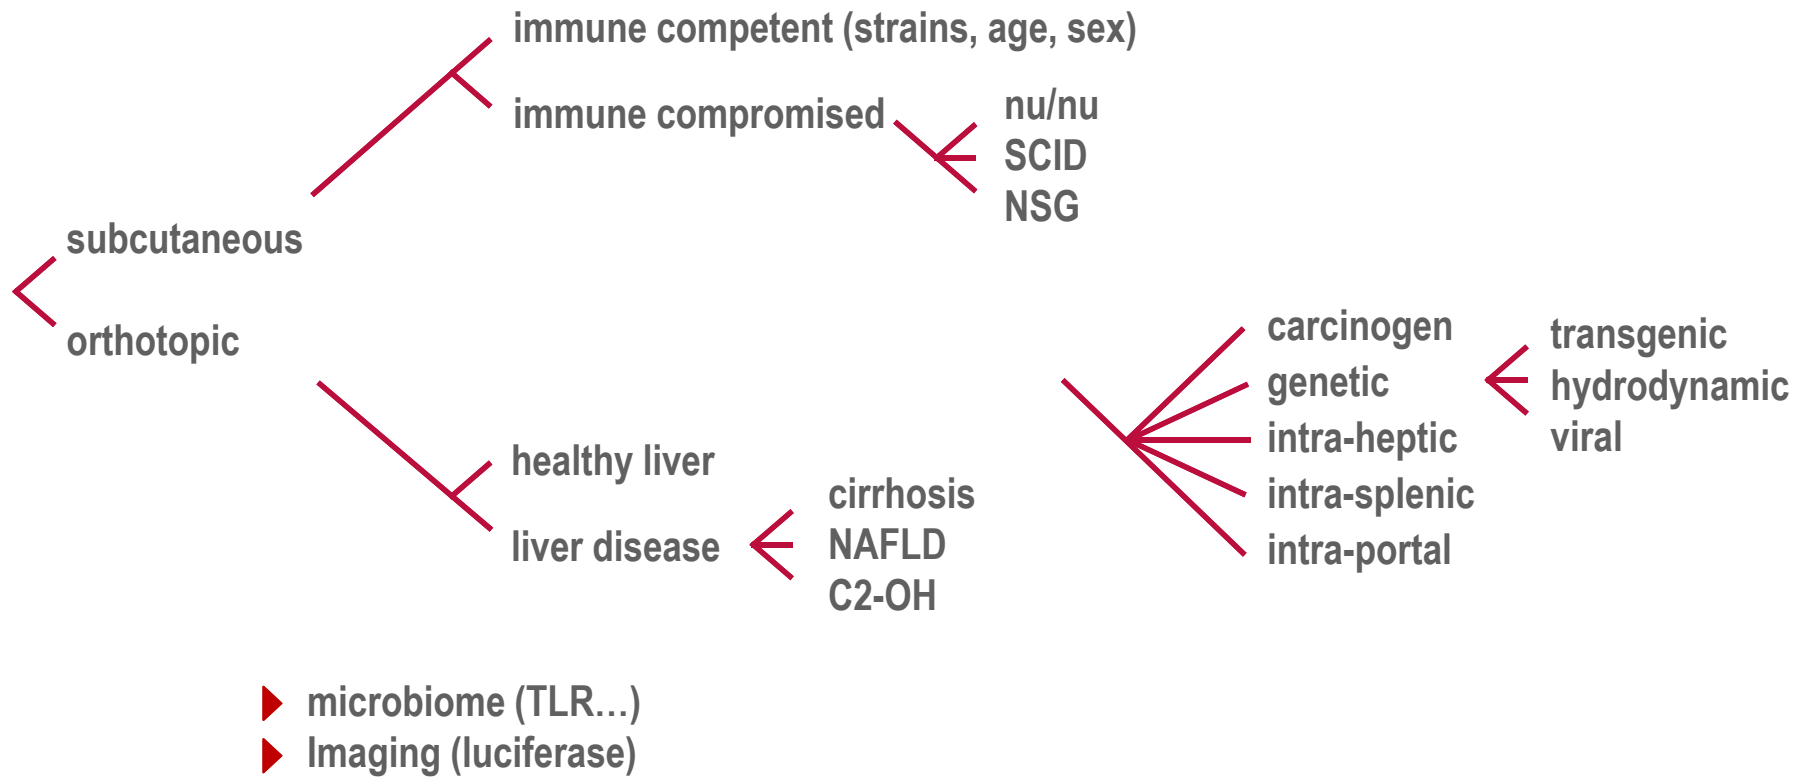 immune competent (strains, age, sex)
immune compromised
nu/nu
SCID
NSG
subcutaneous
orthotopic
healthy liver
liver disease
cirrhosis
NAFLD
C2-OH
carcinogen
genetic
intra-heptic
intra-splenic
intra-portal
transgenic
hydrodynamic
viral
microbiome (TLR…)
Imaging (luciferase)